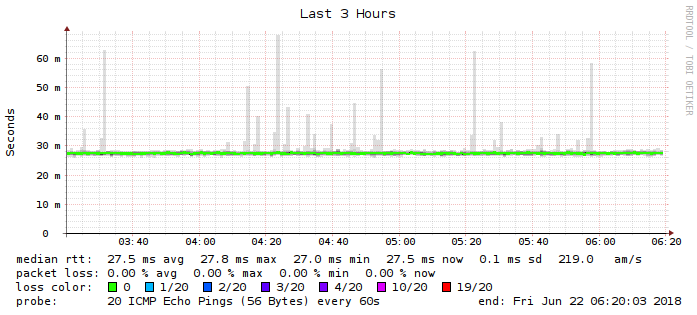 Last 3 Hours
RRDTOOL / TOBI OETIKER
Seconds
60 m
50 m
40 m
30 m
20 m
10 m
0
03:40 04:00 04:20 04:40 05:00 05:20 05:40 06:00 06:20
median rtt: 27.5 ms avg 27.8 ms max 27.0 ms min 27.5 ms now 0.1 ms sd 219.0 am/s
packet loss: 0.00 % avg 0.00 % max 0.00 % min 0.00 % now
loss color: 0 1/20 2/20 3/20 4/20 10/20 19/20
probe: 20 ICMP Echo Pings (56 Bytes) every 60s end: Fri Jun 22 06:20:03 2018